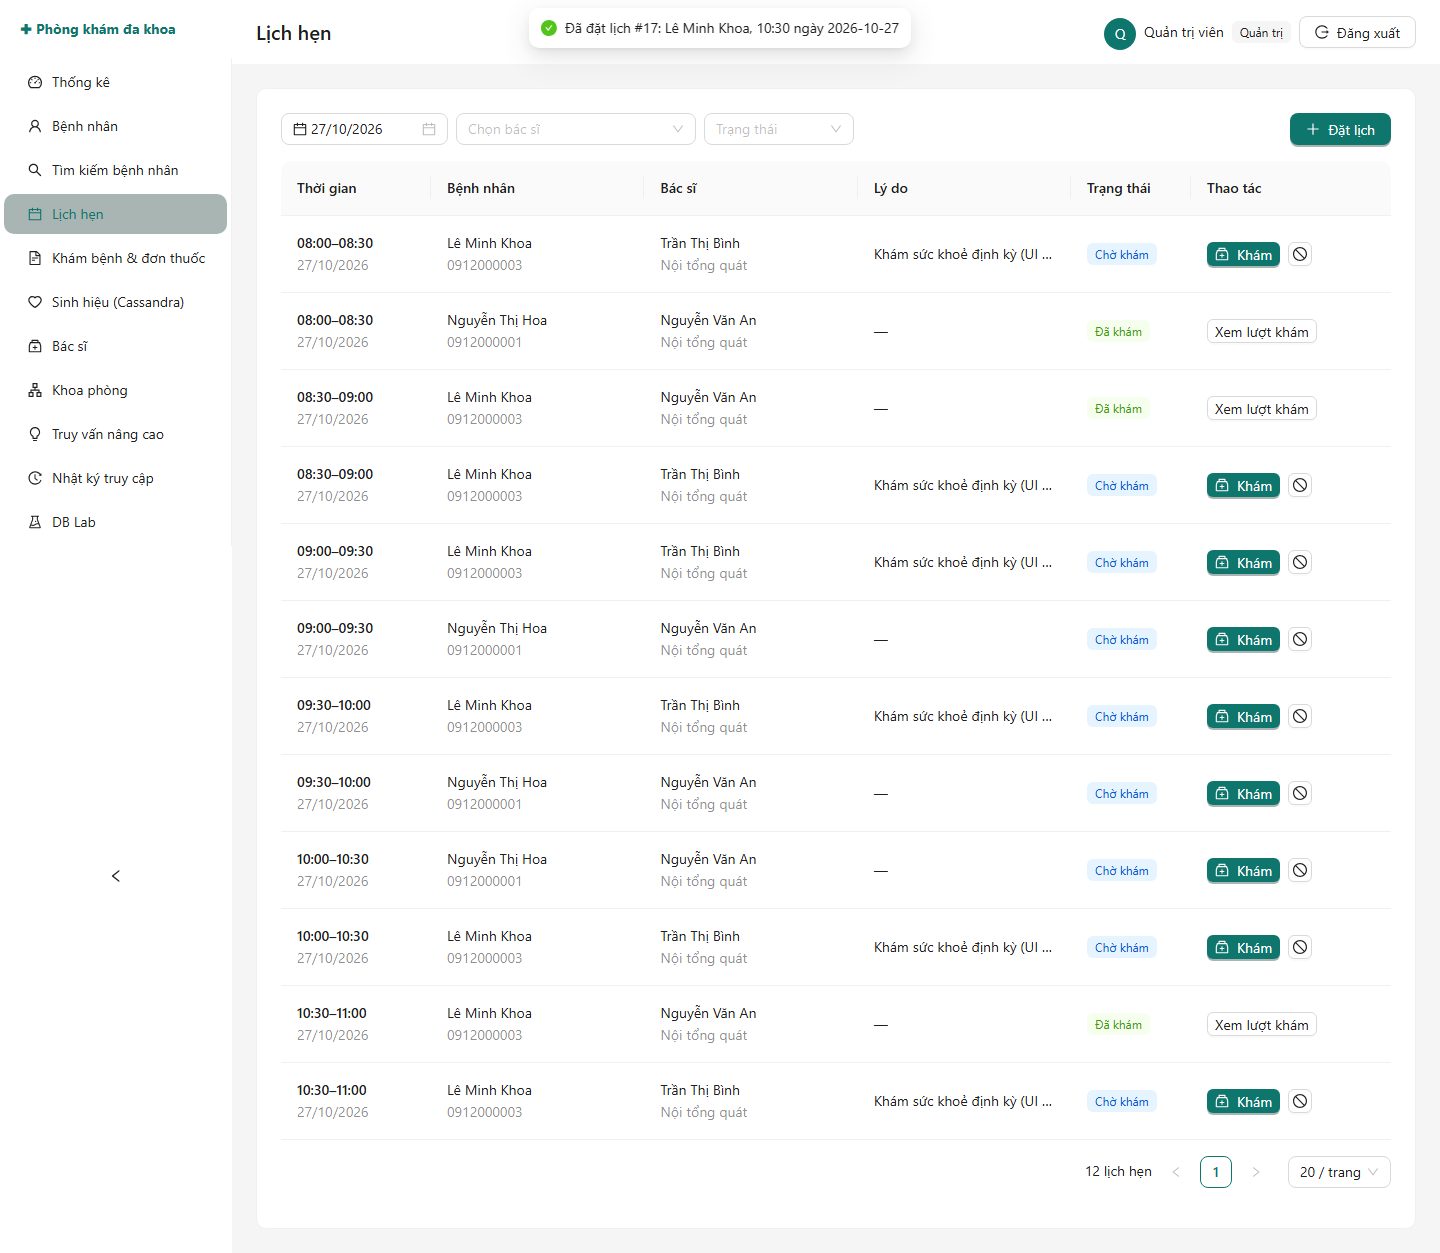 Phòng khám đa khoa
Thống kê
Bệnh nhân
Tìm kiếm bệnh nhân
Lịch hẹn
Khám bệnh & đơn thuốc
Sinh hiệu (Cassandra)
Bác sĩ
Khoa phòng
Truy vấn nâng cao
Nhật ký truy cập
DB Lab
Lịch hẹn
Đã đặt lịch #17: Lê Minh Khoa, 10:30 ngày 2026-10-27
Q Quản trị viên Quản trị Đăng xuất
27/10/2026 Chọn bác sĩ Trạng thái Đặt lịch
Thời gian Bệnh nhân Bác sĩ Lý do Trạng thái Thao tác
08:00–08:30 Lê Minh Khoa Trần Thị Bình
Khám sức khoẻ định kỳ (UI ... Chờ khám Khám
27/10/2026 0912000003 Nội tổng quát
08:00–08:30 Nguyễn Thị Hoa Nguyễn Văn An
— Đã khám Xem lượt khám
27/10/2026 0912000001 Nội tổng quát
08:30–09:00 Lê Minh Khoa Nguyễn Văn An
— Đã khám Xem lượt khám
27/10/2026 0912000003 Nội tổng quát
08:30–09:00 Lê Minh Khoa Trần Thị Bình
Khám sức khoẻ định kỳ (UI ... Chờ khám Khám
27/10/2026 0912000003 Nội tổng quát
09:00–09:30 Lê Minh Khoa Trần Thị Bình
Khám sức khoẻ định kỳ (UI ... Chờ khám Khám
27/10/2026 0912000003 Nội tổng quát
09:00–09:30 Nguyễn Thị Hoa Nguyễn Văn An
— Chờ khám Khám
27/10/2026 0912000001 Nội tổng quát
09:30–10:00 Lê Minh Khoa Trần Thị Bình
Khám sức khoẻ định kỳ (UI ... Chờ khám Khám
27/10/2026 0912000003 Nội tổng quát
09:30–10:00 Nguyễn Thị Hoa Nguyễn Văn An
— Chờ khám Khám
27/10/2026 0912000001 Nội tổng quát
10:00–10:30 Nguyễn Thị Hoa Nguyễn Văn An
— Chờ khám Khám
27/10/2026 0912000001 Nội tổng quát
10:00–10:30 Lê Minh Khoa Trần Thị Bình
Khám sức khoẻ định kỳ (UI ... Chờ khám Khám
27/10/2026 0912000003 Nội tổng quát
10:30–11:00 Lê Minh Khoa Nguyễn Văn An
— Đã khám Xem lượt khám
27/10/2026 0912000003 Nội tổng quát
10:30–11:00 Lê Minh Khoa Trần Thị Bình
Khám sức khoẻ định kỳ (UI ... Chờ khám Khám
27/10/2026 0912000003 Nội tổng quát
12 lịch hẹn 1 20 / trang